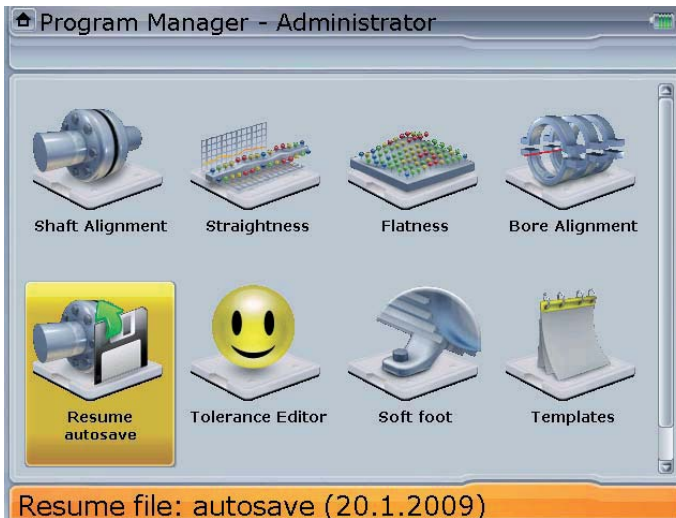 Program Manager - Administrator
Shaft Alignment
Straightness
Flatness
Bore Alignment
Resume
autosave
Tolerance Editor
Soft foot
Templates
Resume file: autosave (20.1.2009)